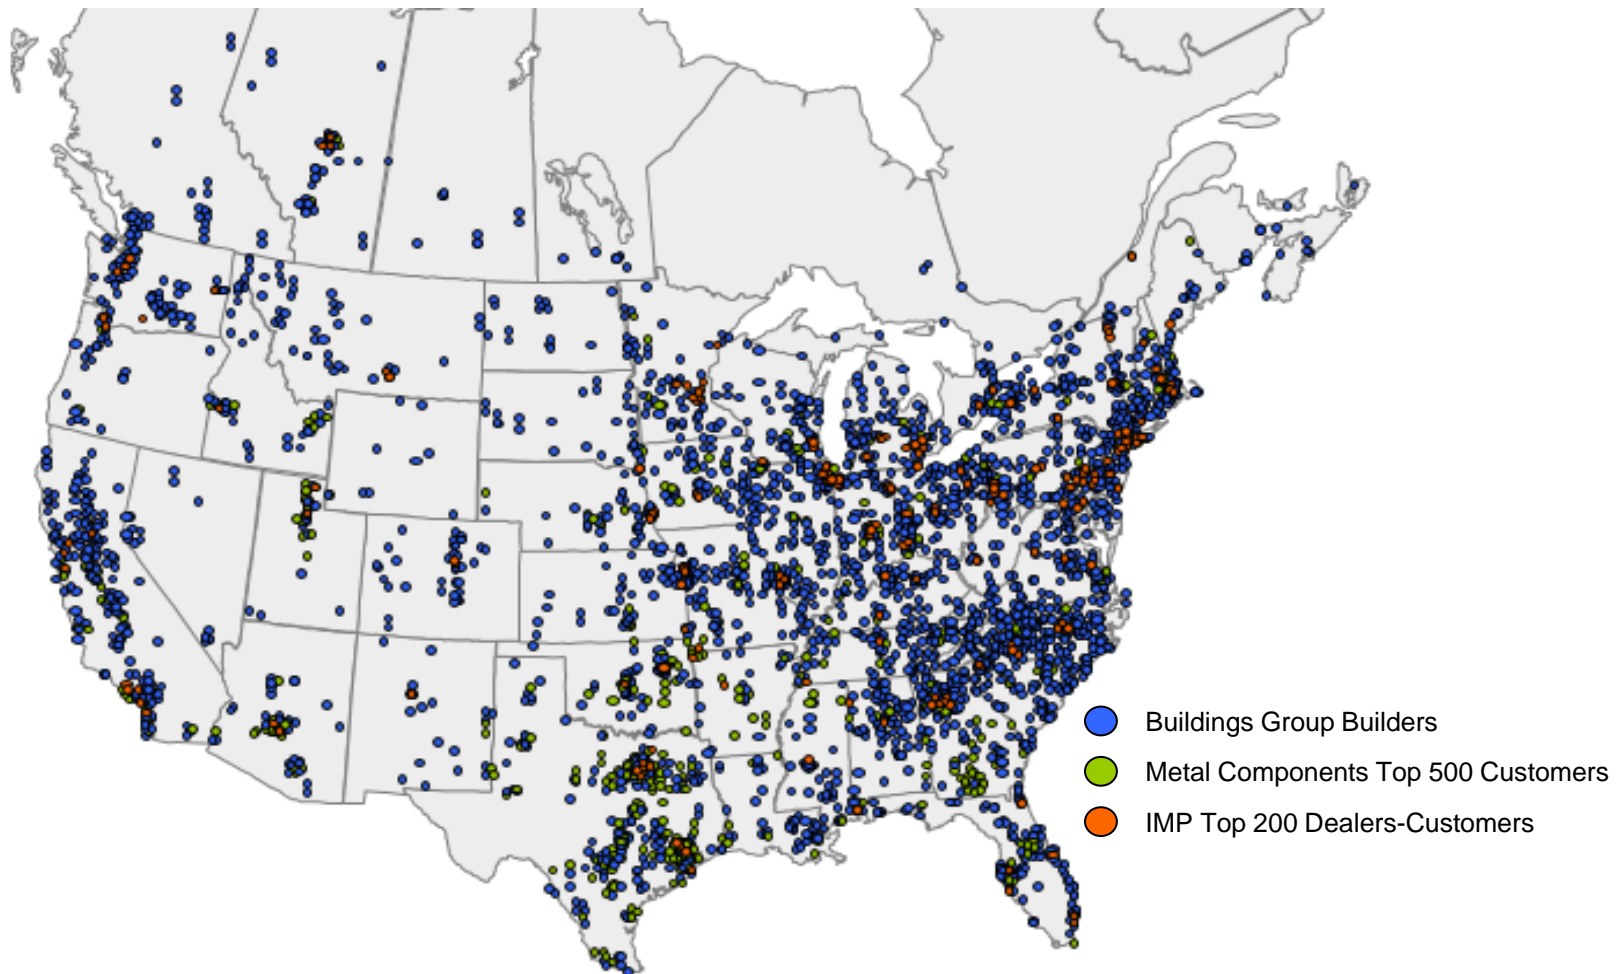 Buildings Group Builders
Metal Components Top 500 Customers
IMP Top 200 Dealers-Customers